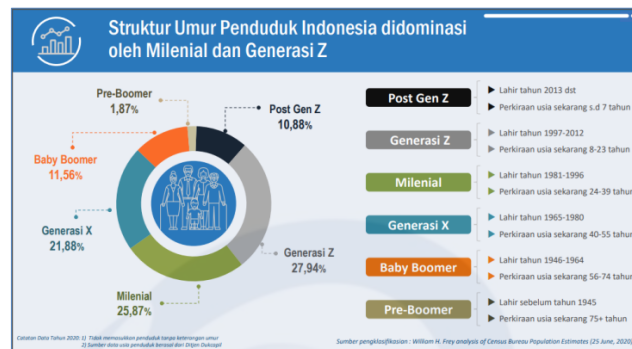 Struktur Umur Penduduk Indonesia didominasi
oleh Milenial dan Generasi Z
Pre-Boomer
1,87%
Post Gen Z
10,88%
Baby Boomer
11,56%
Generasi X
21,88%
Generasi Z
27,94%
Milenial
25,87%
Post Gen Z
Lahir tahun 2013 dst
Perkiraan usia sekarang s.d 7 tahun
Generasi Z
Lahir tahun 1997-2012
Perkiraan usia sekarang 8-23 tahun
Milenial
Lahir tahun 1981-1996
Perkiraan usia sekarang 24-39 tahun
Generasi X
Lahir tahun 1965-1980
Perkiraan usia sekarang 40-55 tahun
Baby Boomer
Lahir tahun 1946-1964
Perkiraan usia sekarang 56-74 tahun
Pre-Boomer
Lahir sebelum tahun 1945
Perkiraan usia sekarang 75+ tahun
Catatan Data Tahun 2020: 1) Tidak memasukkan penduduk tanpa keterangan umur
2) Sumber data usia penduduk berasal dari Ditjen Dukcapil
Sumber pengklasifikasian : William H. Frey analysis of Census Bureau Population Estimates (25 June, 2020)